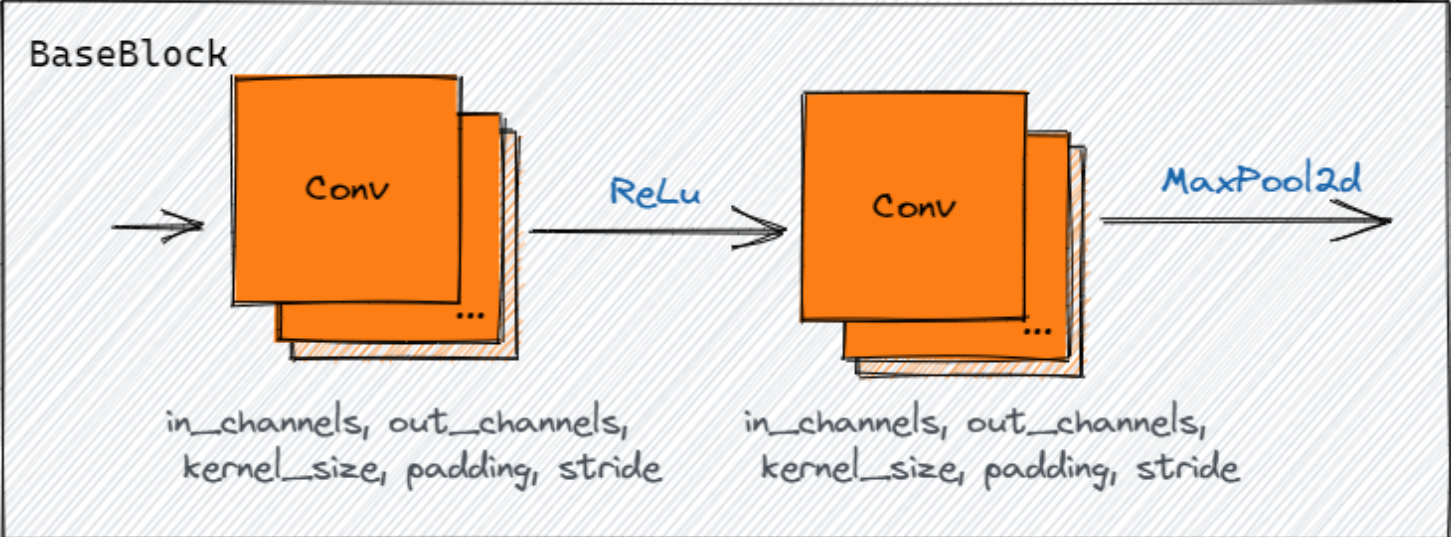 BaseBlock
Conv
...
ReLu
Conv
...
MaxPool2d
in_channels, out_channels,
kernel_size, padding, stride
in_channels, out_channels,
kernel_size, padding, stride